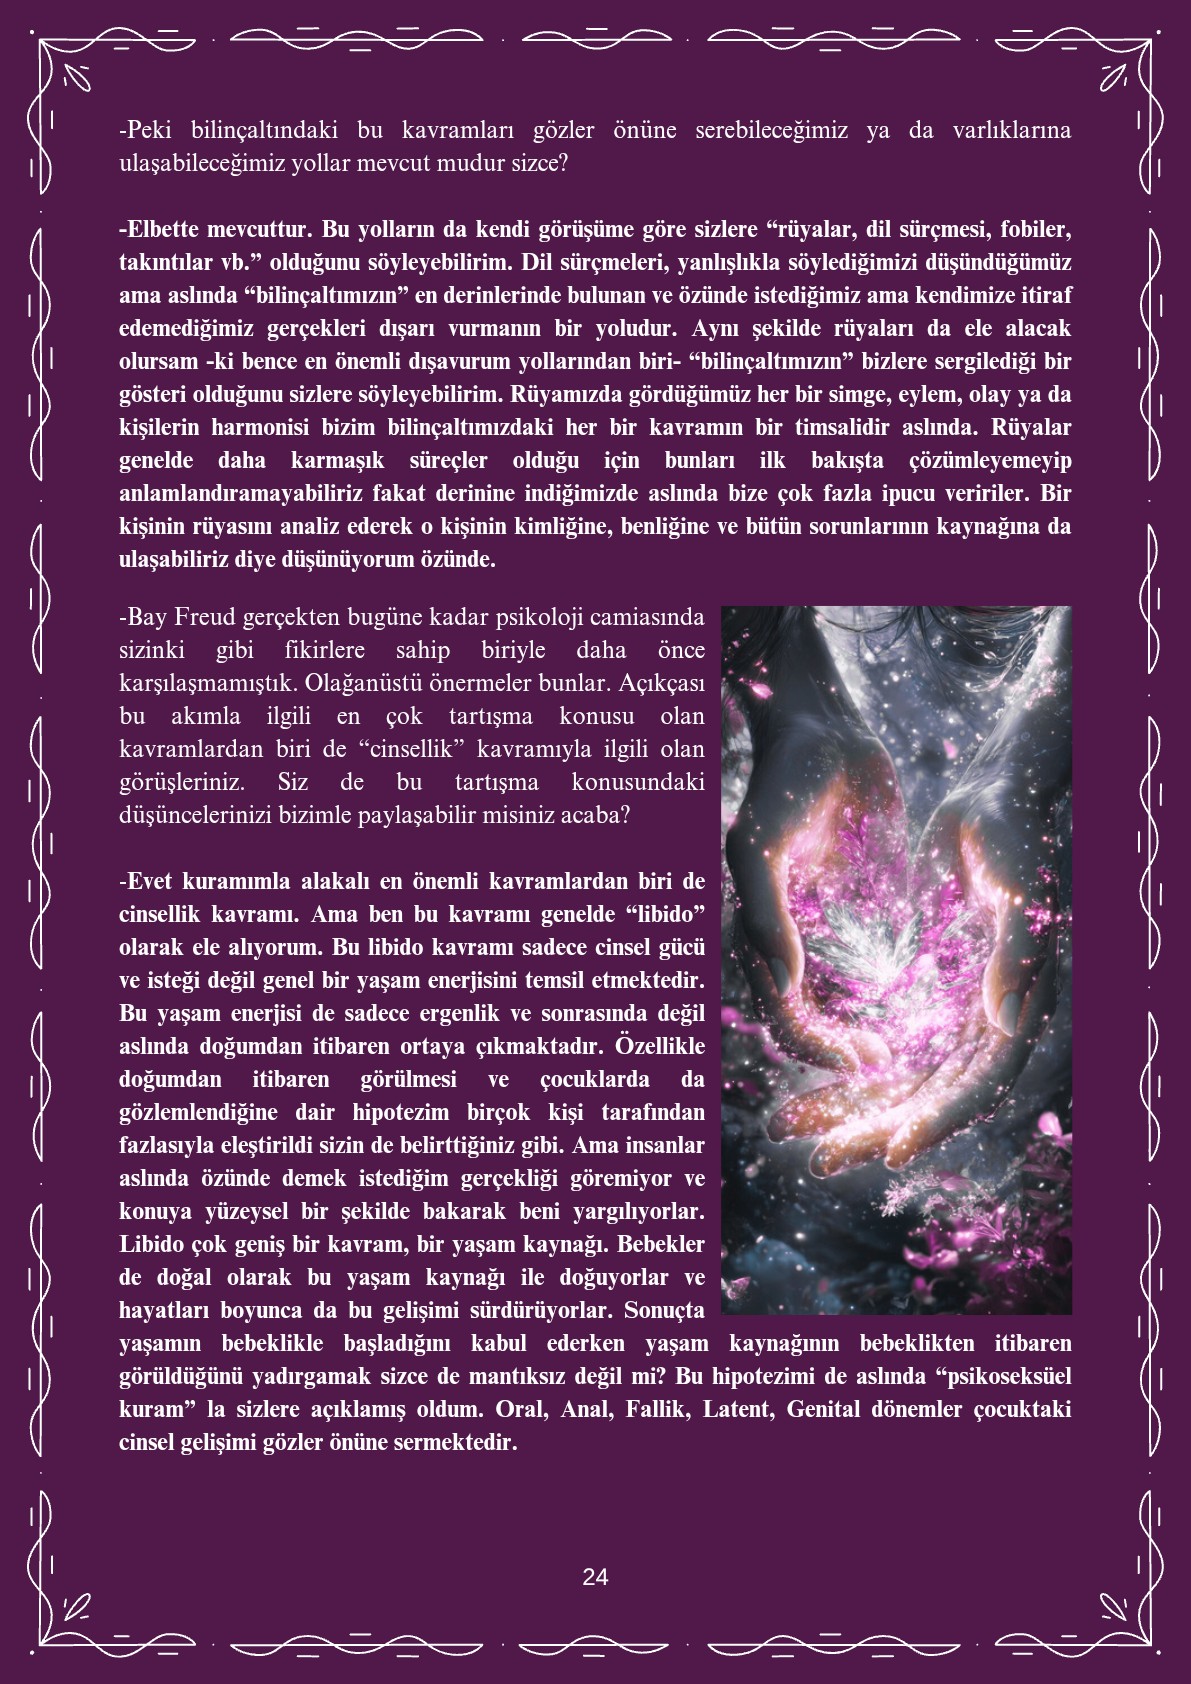 -Peki bilinçaltındaki bu kavramları gözler önüne serebileceğimiz ya da varlıklarına
ulaşabileceğimiz yollar mevcut mudur sizce?
-Elbette mevcuttur. Bu yolların da kendi görüşüme göre sizlere “rüyalar, dil sürçmesi, fobiler,
takıntılar vb.” olduğunu söyleyebilirim. Dil sürçmeleri, yanlışlıkla söylediğimizi düşündüğümüz
ama aslında “bilinçaltımızın” en derinlerinde bulunan ve özünde istediğimiz ama kendimize itiraf
edemediğimiz gerçekleri dışarı vurmanın bir yoludur. Aynı şekilde rüyaları da ele alacak
olursam -ki bence en önemli dışavurum yollarından biri- “bilinçaltımızın” bizlere sergilediği bir
gösteri olduğunu sizlere söyleyebilirim. Rüyamızda gördüğümüz her bir simge, eylem, olay ya da
kişilerin harmonisi bizim bilinçaltımızdaki her bir kavramın bir timsalidir aslında. Rüyalar
genelde daha karmaşık süreçler olduğu için bunları ilk bakışta çözümleyemeyip
anlamlandıramayabiliriz fakat derinine indiğimizde aslında bize çok fazla ipucu veririler. Bir
kişinin rüyasını analiz ederek o kişinin kimliğine, benliğine ve bütün sorunlarının kaynağına da
ulaşabiliriz diye düşünüyorum özünde.
-Bay Freud gerçekten bugüne kadar psikoloji camiasında
sizinki gibi fikirlere sahip biriyle daha önce
karşılaşmamıştık. Olağanüstü önermeler bunlar. Açıkçası
bu akımla ilgili en çok tartışma konusu olan
kavramlardan biri de “cinsellik” kavramıyla ilgili olan
görüşleriniz. Siz de bu tartışma konusundaki
düşüncelerinizi bizimle paylaşabilir misiniz acaba?
-Evet kuramımla alakalı en önemli kavramlardan biri de
cinsellik kavramı. Ama ben bu kavramı genelde “libido”
olarak ele alıyorum. Bu libido kavramı sadece cinsel gücü
ve isteği değil genel bir yaşam enerjisini temsil etmektedir.
Bu yaşam enerjisi de sadece ergenlik ve sonrasında değil
aslında doğumdan itibaren ortaya çıkmaktadır. Özellikle
doğumdan itibaren görülmesi ve çocuklarda da
gözlemlendiğine dair hipotezim birçok kişi tarafından
fazlasıyla eleştirildi sizin de belirttiğiniz gibi. Ama insanlar
aslında özünde demek istediğim gerçekliği göremiyor ve
konuya yüzeysel bir şekilde bakarak beni yargılıyorlar.
Libido çok geniş bir kavram, bir yaşam kaynağı. Bebekler
de doğal olarak bu yaşam kaynağı ile doğuyorlar ve
hayatları boyunca da bu gelişimi sürdürüyorlar. Sonuçta
yaşamın bebeklikle başladığını kabul ederken yaşam kaynağının bebeklikten itibaren
görüldüğünü yadırgamak sizce de mantıksız değil mi? Bu hipotezimi de aslında “psikoseksüel
kuram” la sizlere açıklamış oldum. Oral, Anal, Fallik, Latent, Genital dönemler çocuktaki
cinsel gelişimi gözler önüne sermektedir.
24